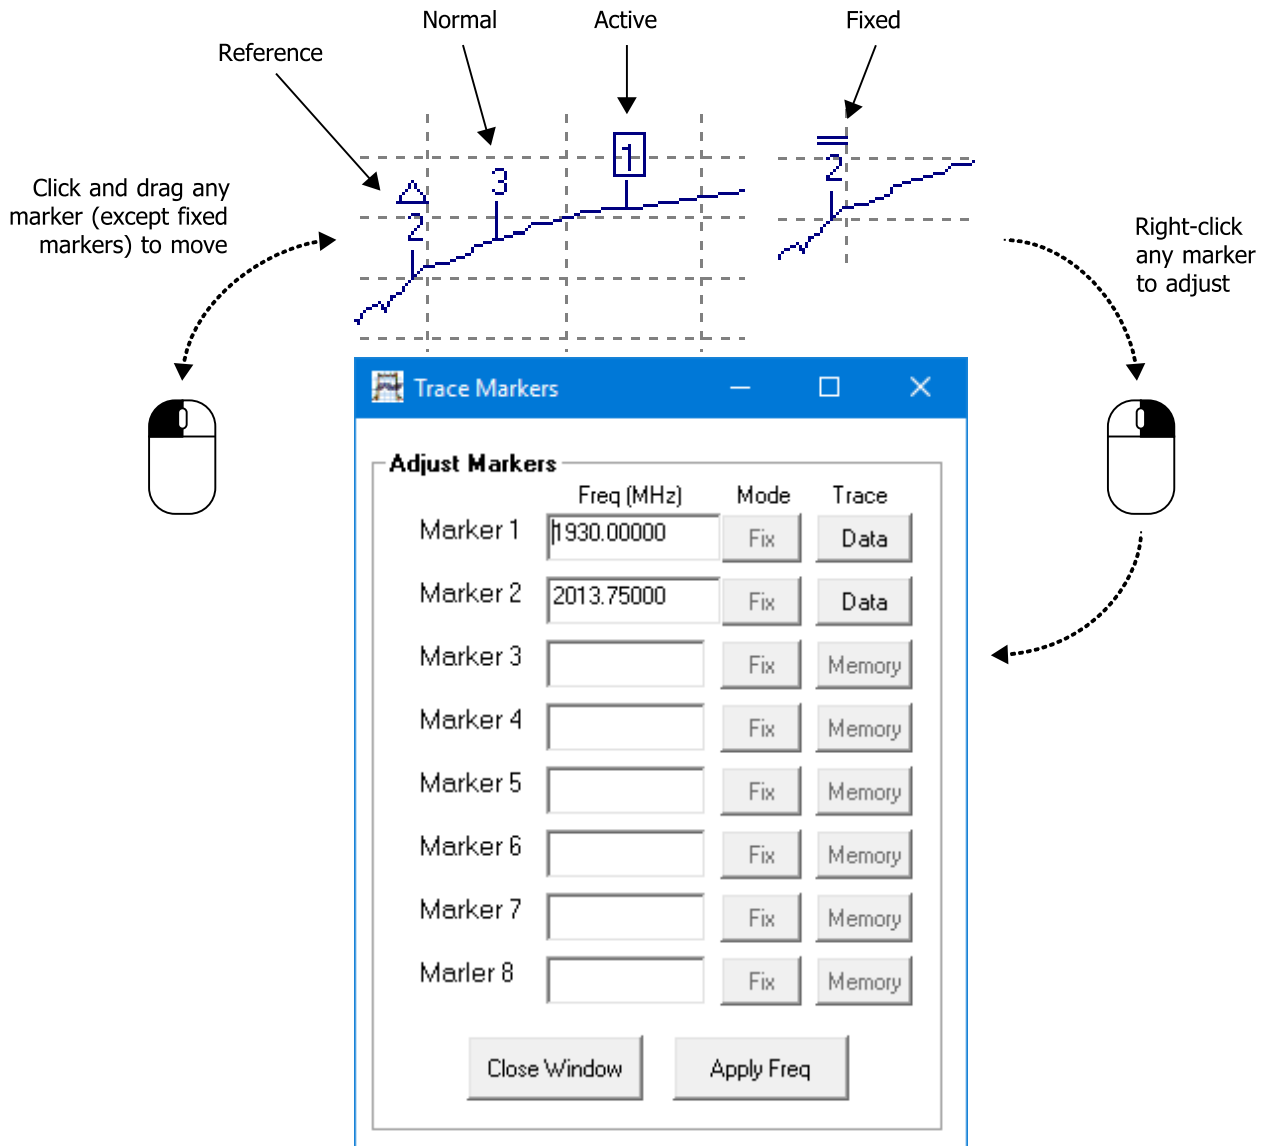 Reference
Normal
Active
Fixed
3
1
2
2
Click and drag any
marker (except fixed
markers) to move
Right-click
any marker
to adjust
Trace Markers
Adjust Markers
Freq (MHz) Mode Trace
Marker 1 1930.00000 Fix Data
Marker 2 2013.75000 Fix Data
Marker 3 Fix Memory
Marker 4 Fix Memory
Marker 5 Fix Memory
Marker 6 Fix Memory
Marker 7 Fix Memory
Marler 8 Fix Memory
Close Window Apply Freq